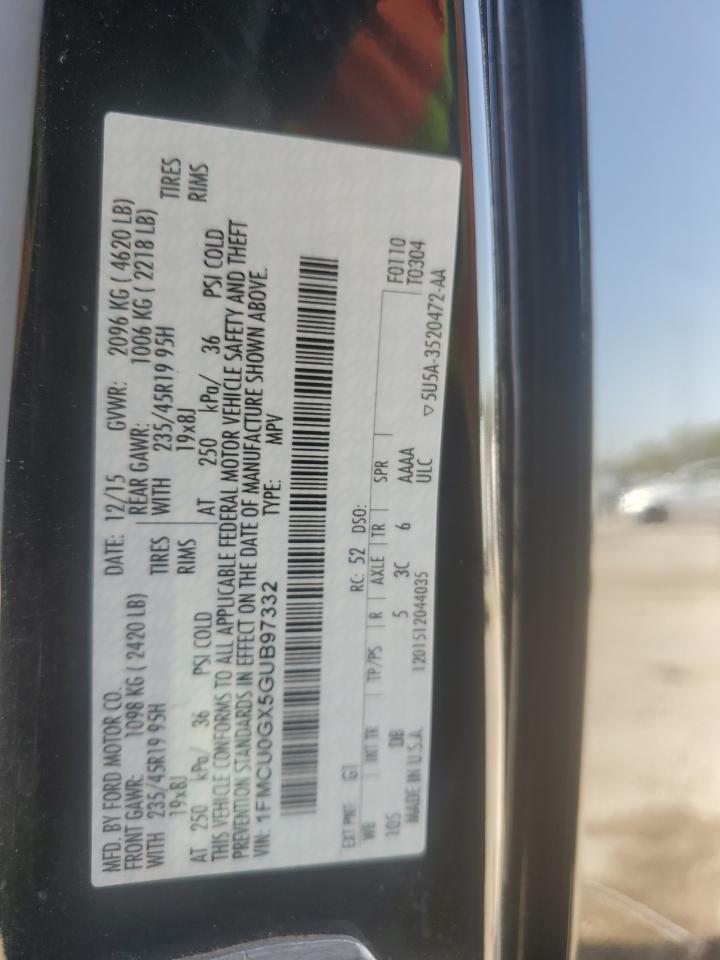 MFD. BY FORD MOTOR CO.
DATE: 12/15 GVWR: 2096 KG ( 4620 LB)
FRONT GAWR: 1098 KG ( 2420 LB) REAR GAWR: 1006 KG ( 2218 LB)
WITH 235/45R19 95H TIRES WITH 235/45R19 95H TIRES
19x8J RIMS 19x8J RIMS
AT 250 kPa/ 36 PSI COLD AT 250 kPa/ 36 PSI COLD
THIS VEHICLE CONFORMS TO ALL APPLICABLE FEDERAL MOTOR VEHICLE SAFETY AND THEFT
PREVENTION STANDARDS IN EFFECT ON THE DATE OF MANUFACTURE SHOWN ABOVE.
VIN: 1FMCU0GX5GUB97332 TYPE: MPV
EXT PNT: G1 RC: 52 DSO: F0110
WB INT TR TP/PS R AXLE TR SPR T0304
105 DB 5 3C 6 AAAA
MADE IN U.S.A. 1201512044035 ULC ▽5U5A-3520472-AA